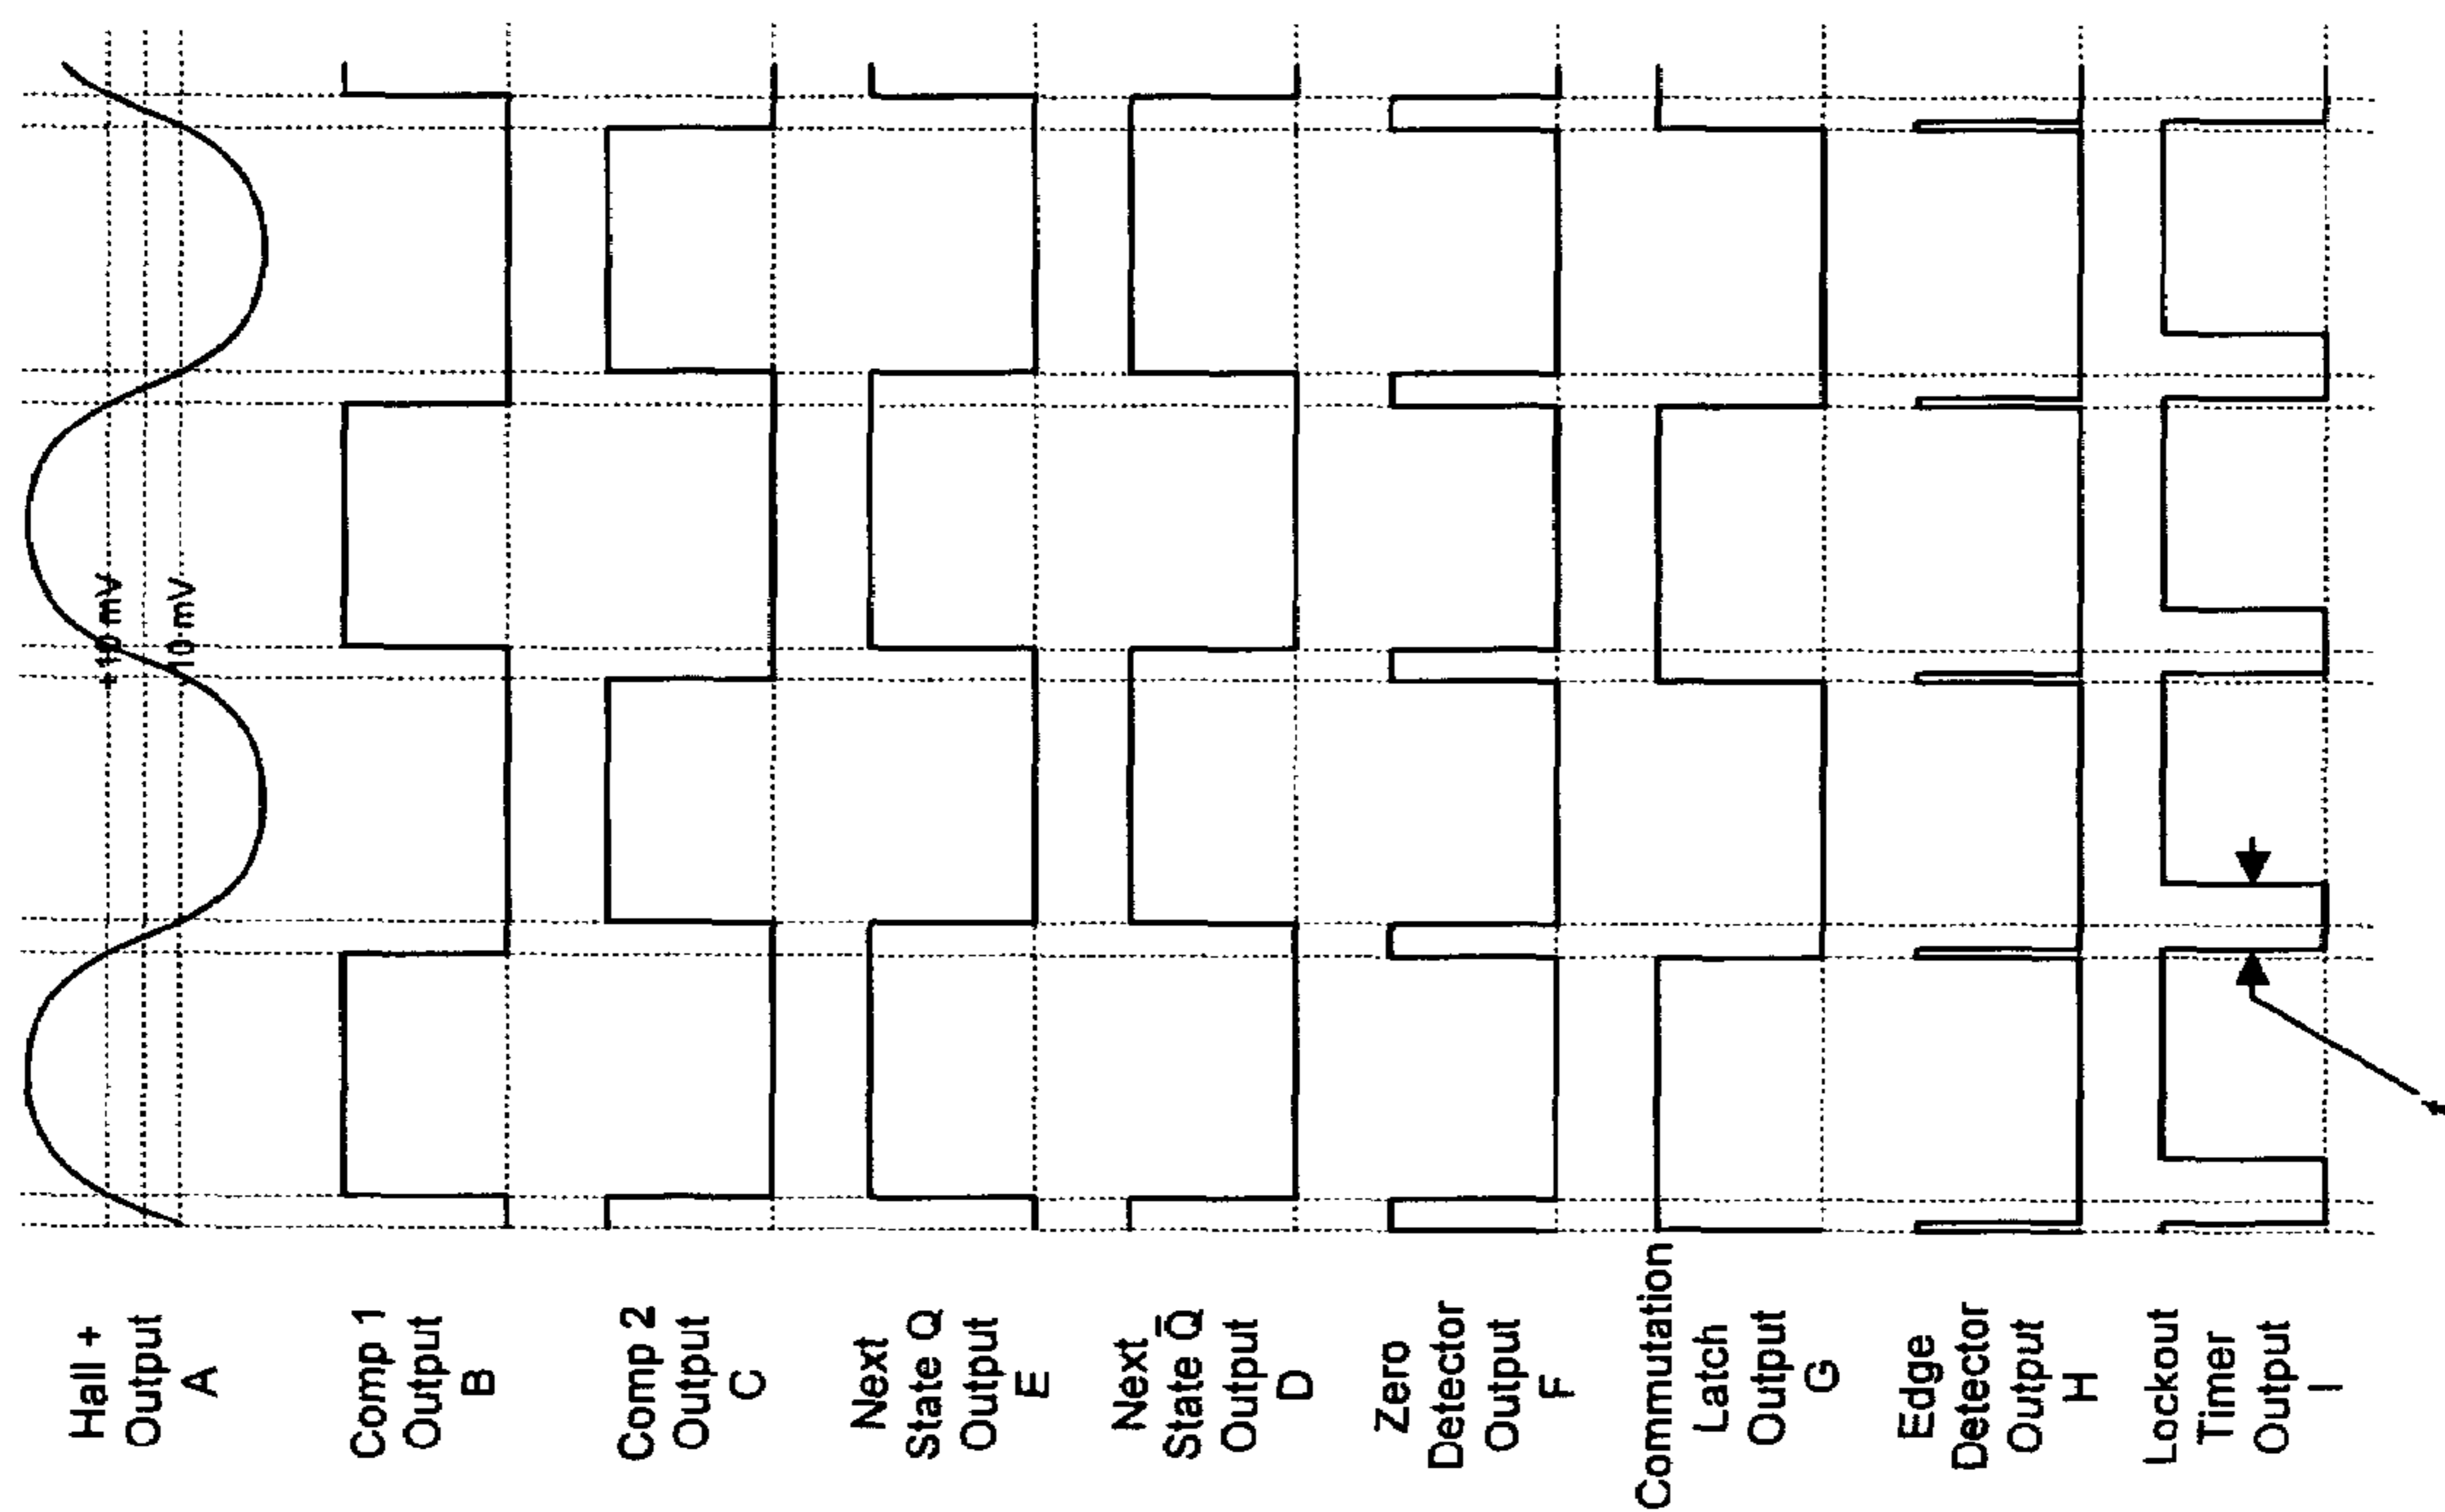 +10 mV
-10 mV
Hall +
Output
A
Comp 1
Output
B
Comp 2
Output
C
Next
State Q
Output
E
Next
State Q̅
Output
D
Zero
Detector
Output
F
Commutation
Latch
Output
G
Edge
Detector
Output
H
Lockout
Timer
Output
I